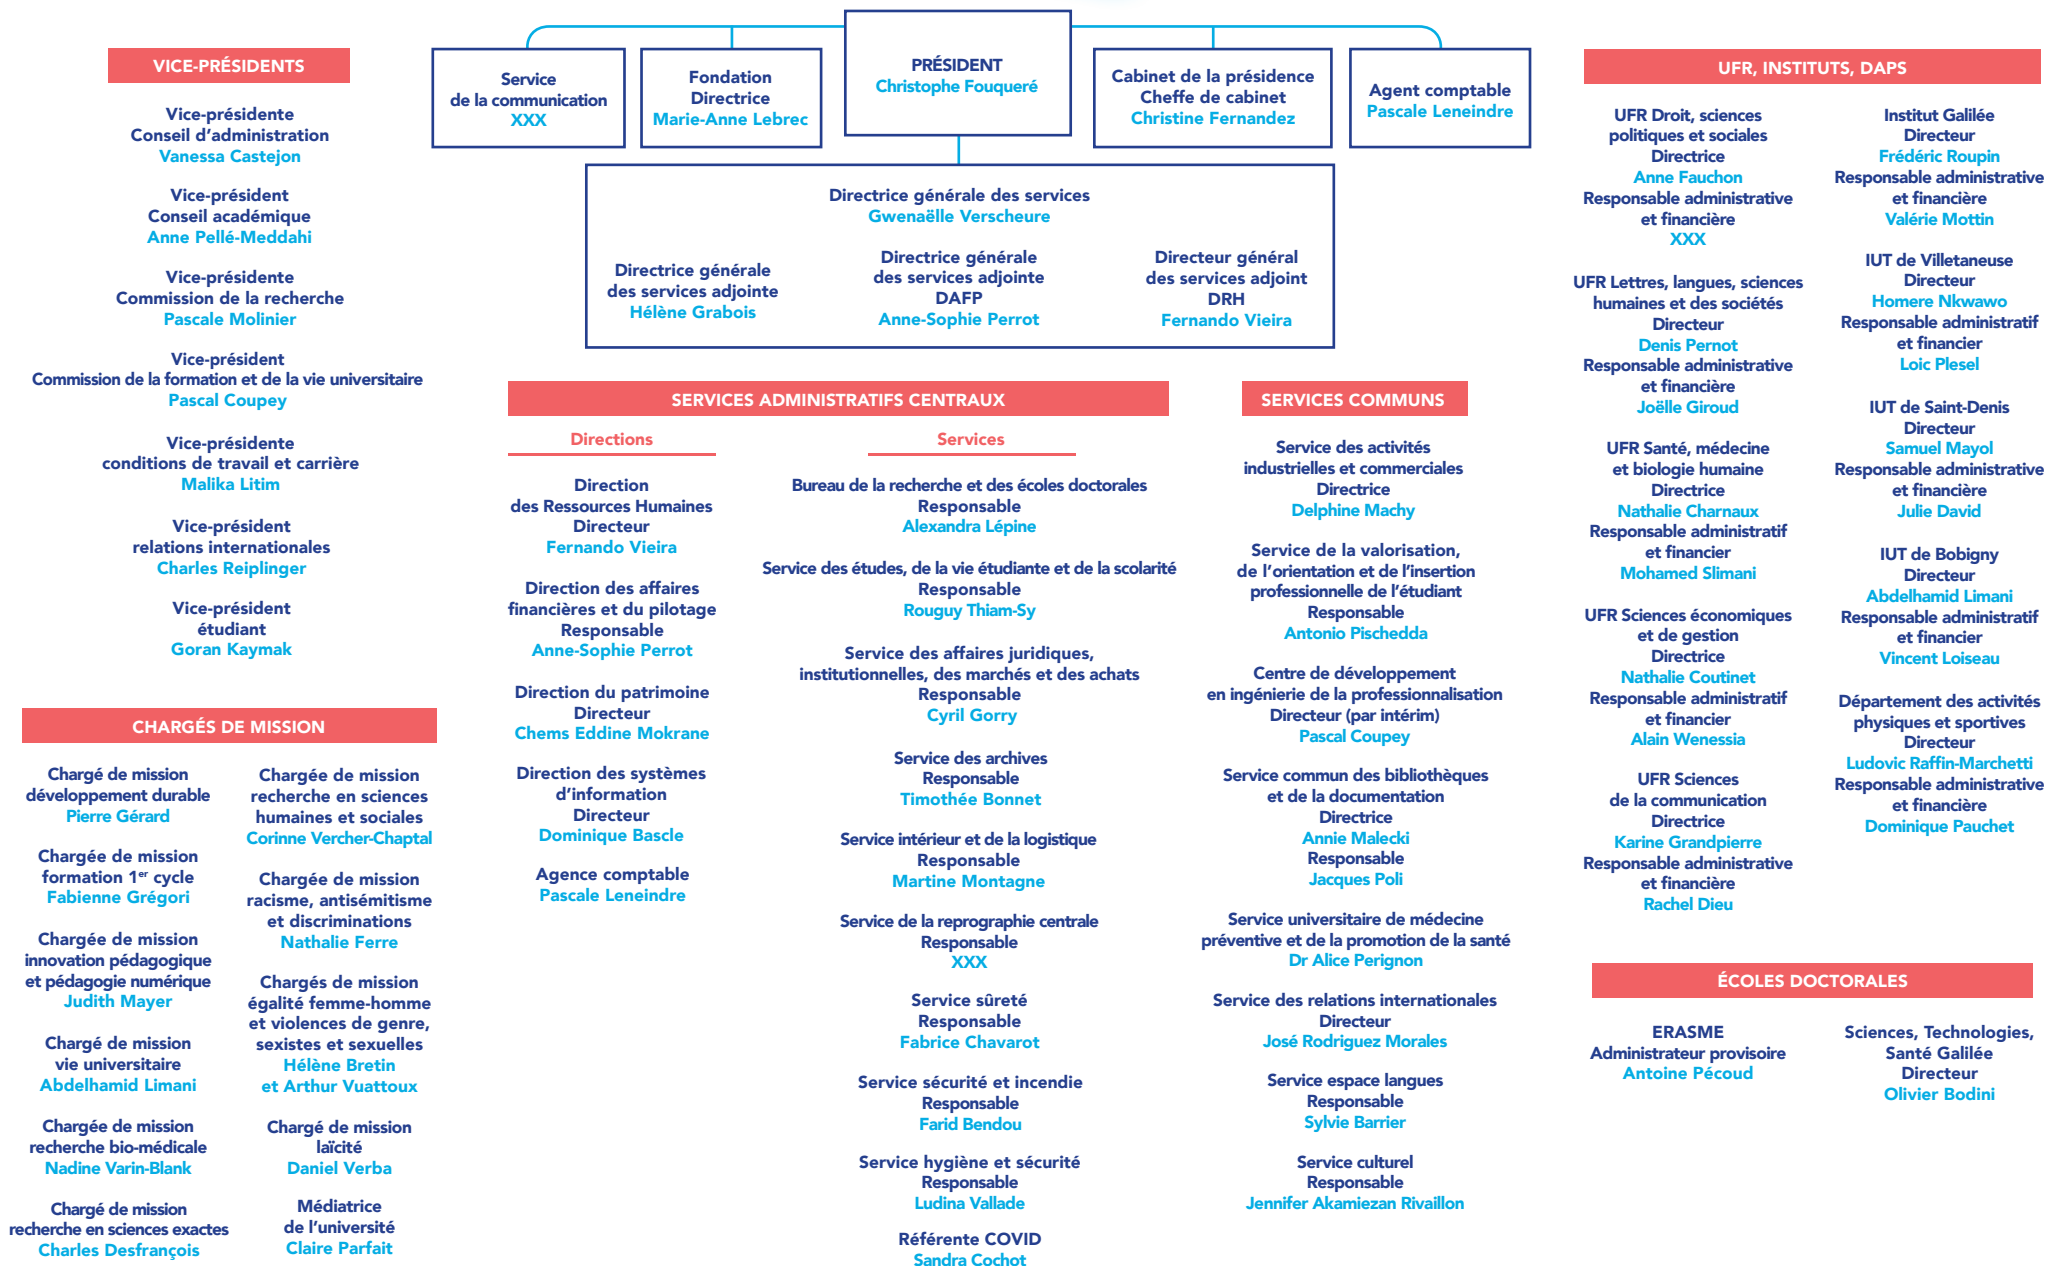 VICE-PRÉSIDENTS
Vice-présidente
Conseil d’administration
Vanessa Castejon
Vice-président
Conseil académique
Anne Pellé-Meddahi
Vice-présidente
Commission de la recherche
Pascale Molinier
Vice-président
Commission de la formation et de la vie universitaire
Pascal Coupey
Vice-présidente
conditions de travail et carrière
Malika Litim
Vice-président
relations internationales
Charles Reiplinger
Vice-président
étudiant
Goran Kaymak
CHARGÉS DE MISSION
Chargé de mission
développement durable
Pierre Gérard
Chargée de mission
formation 1er cycle
Fabienne Grégori
Chargée de mission
innovation pédagogique
et pédagogie numérique
Judith Mayer
Chargé de mission
vie universitaire
Abdelhamid Limani
Chargée de mission
recherche bio-médicale
Nadine Varin-Blank
Chargé de mission
recherche en sciences exactes
Charles Desfrançois
Chargée de mission
recherche en sciences
humaines et sociales
Corinne Vercher-Chaptal
Chargée de mission
racisme, antisémitisme
et discriminations
Nathalie Ferre
Chargés de mission
égalité femme-homme
et violences de genre,
sexistes et sexuelles
Hélène Bretin
et Arthur Vuattoux
Chargé de mission
laïcité
Daniel Verba
Médiatrice
de l’université
Claire Parfait
Service
de la communication
XXX
Fondation
Directrice
Marie-Anne Lebrec
PRÉSIDENT
Christophe Fouqueré
Cabinet de la présidence
Cheffe de cabinet
Christine Fernandez
Agent comptable
Pascale Leneindre
Directrice générale des services
Gwenaëlle Verscheure
Directrice générale
des services adjointe
Hélène Grabois
Directrice générale
des services adjointe
DAFP
Anne-Sophie Perrot
Directeur général
des services adjoint
DRH
Fernando Vieira
SERVICES ADMINISTRATIFS CENTRAUX
Directions
Direction
des Ressources Humaines
Directeur
Fernando Vieira
Direction des affaires
financières et du pilotage
Responsable
Anne-Sophie Perrot
Direction du patrimoine
Directeur
Chems Eddine Mokrane
Direction des systèmes
d’information
Directeur
Dominique Bascle
Agence comptable
Pascale Leneindre
Services
Bureau de la recherche et des écoles doctorales
Responsable
Alexandra Lépine
Service des études, de la vie étudiante et de la scolarité
Responsable
Rouguy Thiam-Sy
Service des affaires juridiques,
institutionnelles, des marchés et des achats
Responsable
Cyril Gorry
Service des archives
Responsable
Timothée Bonnet
Service intérieur et de la logistique
Responsable
Martine Montagne
Service de la reprographie centrale
Responsable
XXX
Service sûreté
Responsable
Fabrice Chavarot
Service sécurité et incendie
Responsable
Farid Bendou
Service hygiène et sécurité
Responsable
Ludina Vallade
Référente COVID
Sandra Cochot
SERVICES COMMUNS
Service des activités
industrielles et commerciales
Directrice
Delphine Machy
Service de la valorisation,
de l’orientation et de l’insertion
professionnelle de l’étudiant
Responsable
Antonio Pischedda
Centre de développement
en ingénierie de la professionnalisation
Directeur (par intérim)
Pascal Coupey
Service commun des bibliothèques
et de la documentation
Directrice
Annie Malecki
Responsable
Jacques Poli
Service universitaire de médecine
préventive et de la promotion de la santé
Dr Alice Perignon
Service des relations internationales
Directeur
José Rodriguez Morales
Service espace langues
Responsable
Sylvie Barrier
Service culturel
Responsable
Jennifer Akamiezan Rivaillon
UFR, INSTITUTS, DAPS
UFR Droit, sciences
politiques et sociales
Directrice
Anne Fauchon
Responsable administrative
et financière
XXX
UFR Lettres, langues, sciences
humaines et des sociétés
Directeur
Denis Pernot
Responsable administrative
et financière
Joëlle Giroud
UFR Santé, médecine
et biologie humaine
Directrice
Nathalie Charnaux
Responsable administratif
et financier
Mohamed Slimani
UFR Sciences économiques
et de gestion
Directrice
Nathalie Coutinet
Responsable administratif
et financier
Alain Wenessia
UFR Sciences
de la communication
Directrice
Karine Grandpierre
Responsable administrative
et financière
Rachel Dieu
Institut Galilée
Directeur
Frédéric Roupin
Responsable administrative
et financière
Valérie Mottin
IUT de Villetaneuse
Directeur
Homere Nkwawo
Responsable administratif
et financier
Loic Plesel
IUT de Saint-Denis
Directeur
Samuel Mayol
Responsable administrative
et financière
Julie David
IUT de Bobigny
Directeur
Abdelhamid Limani
Responsable administratif
et financier
Vincent Loiseau
Département des activités
physiques et sportives
Directeur
Ludovic Raffin-Marchetti
Responsable administrative
et financière
Dominique Pauchet
ÉCOLES DOCTORALES
ERASME
Administrateur provisoire
Antoine Pécoud
Sciences, Technologies,
Santé Galilée
Directeur
Olivier Bodini